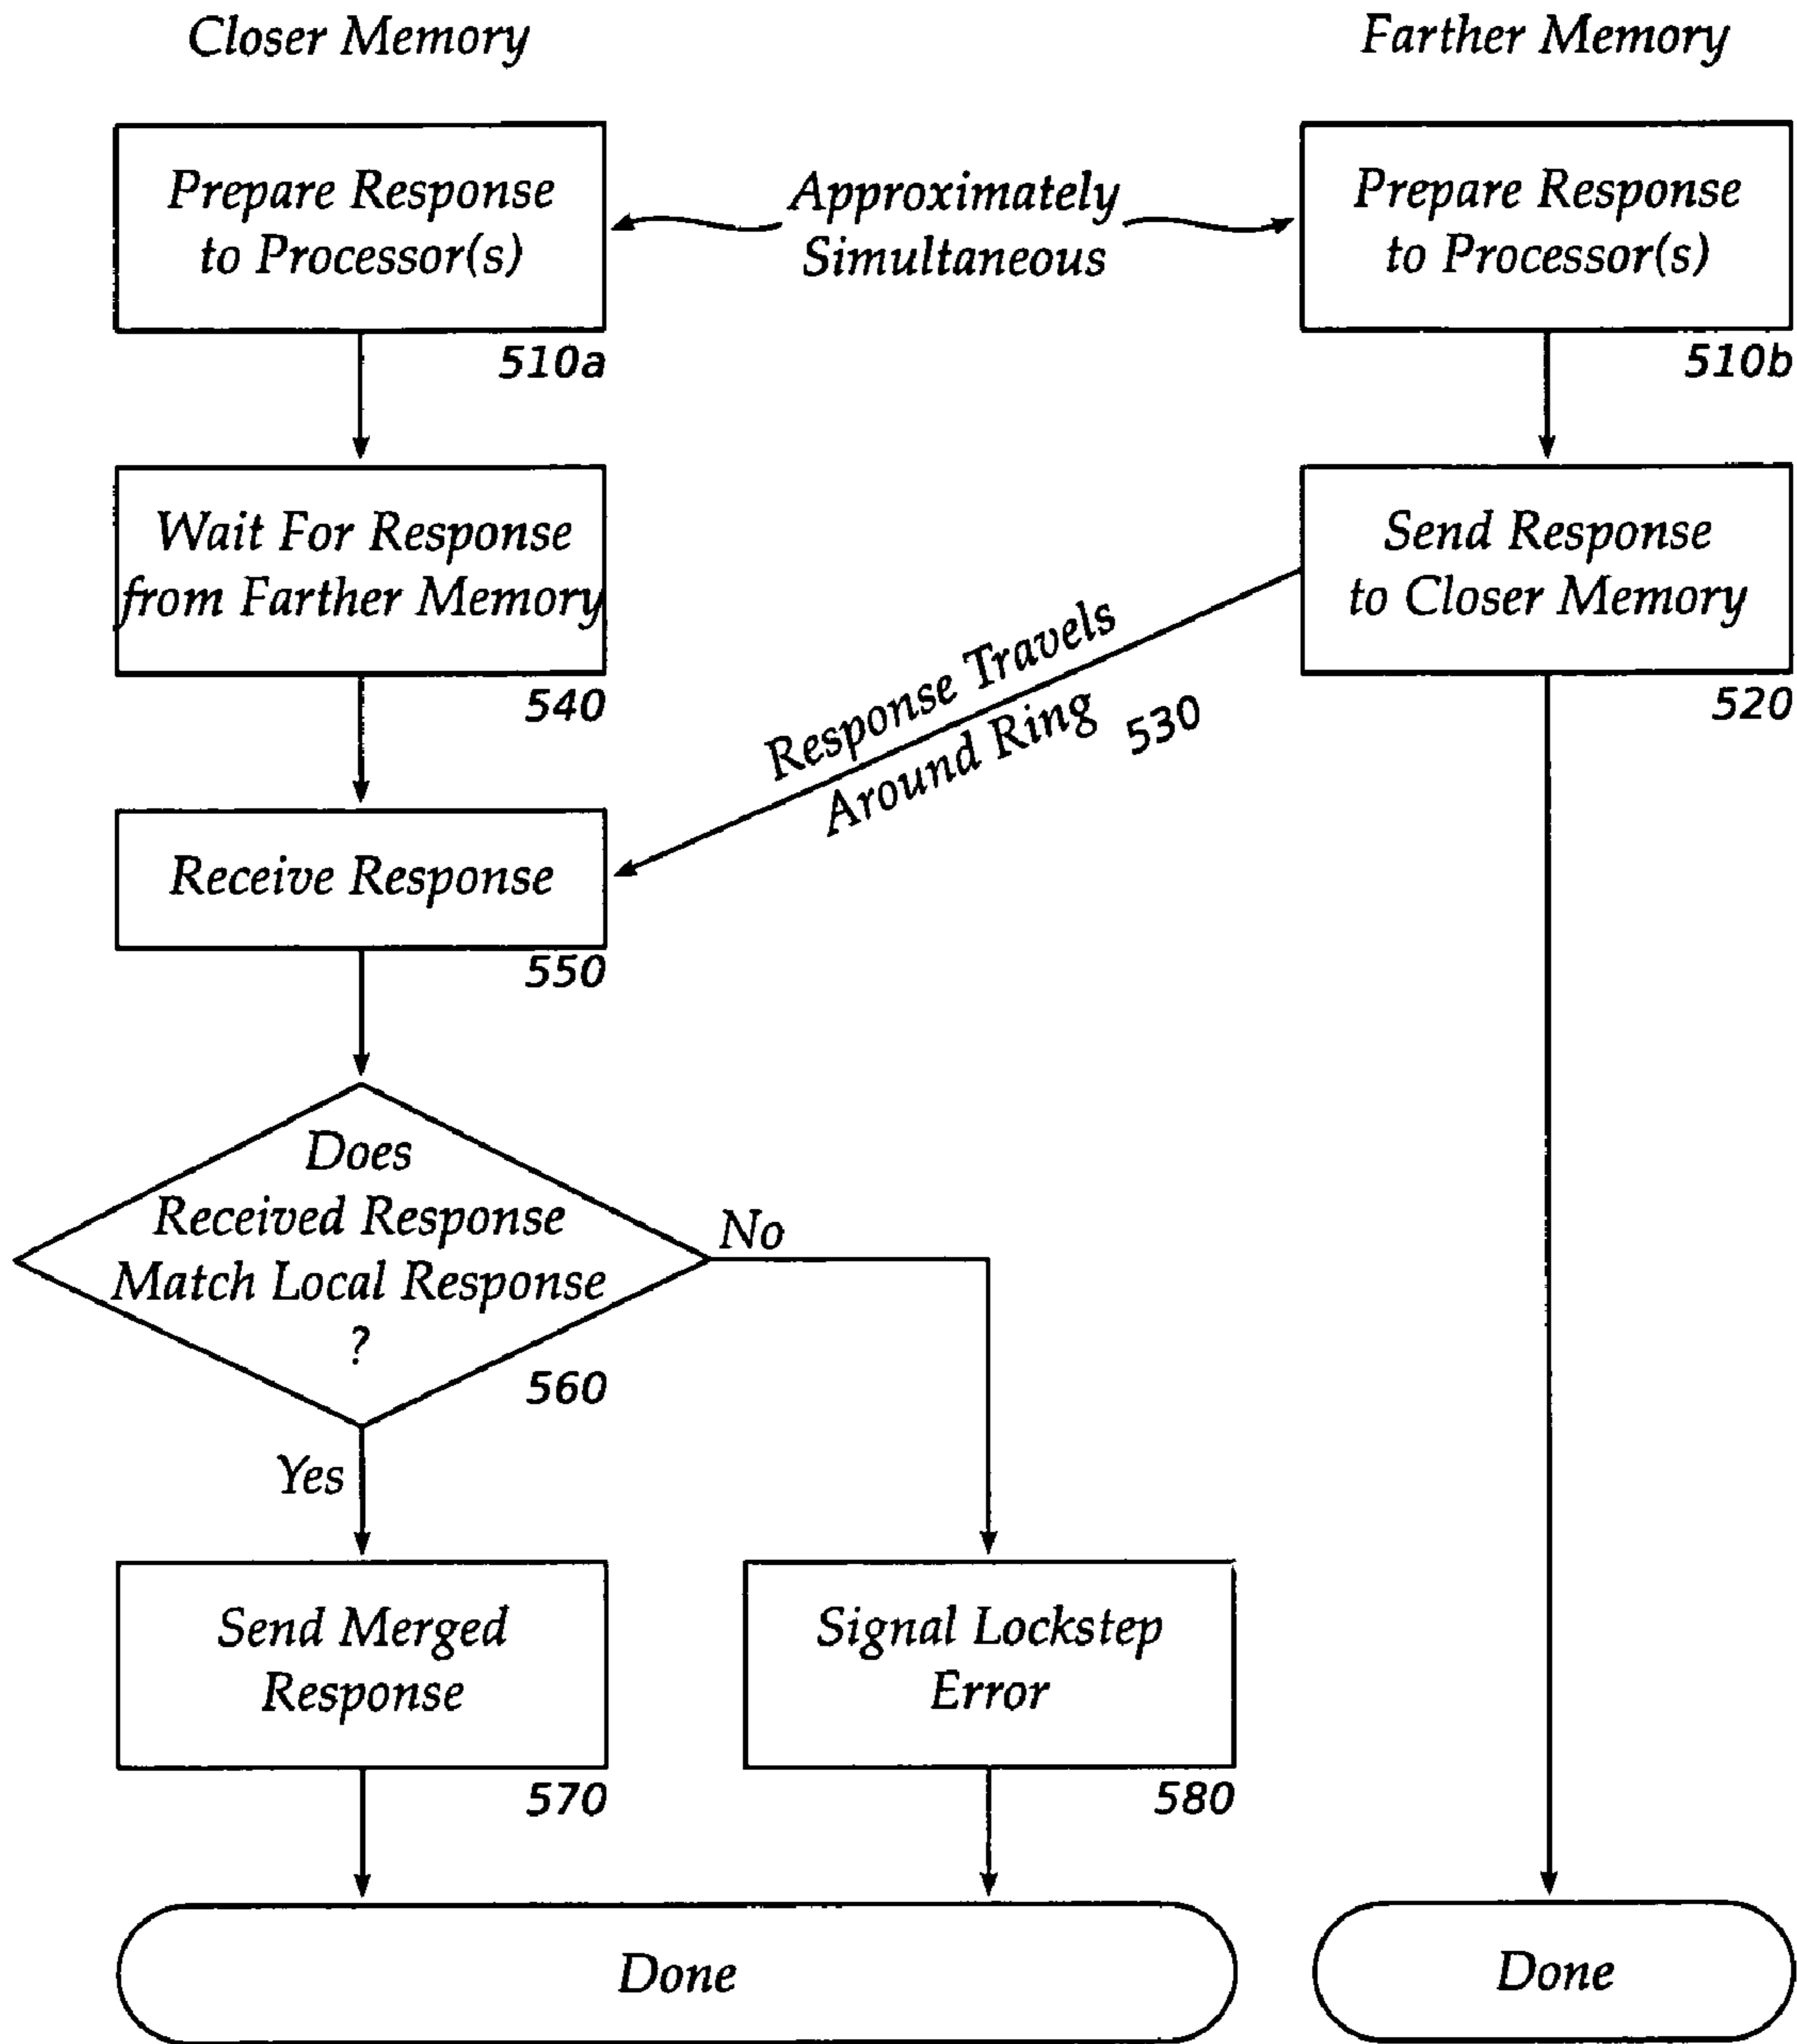 Closer Memory
Farther Memory
Prepare Response
to Processor(s)
510a
Approximately
Simultaneous
Prepare Response
to Processor(s)
510b
Wait For Response
from Farther Memory
540
Send Response
to Closer Memory
520
Response Travels
Around Ring
530
Receive Response
550
Does
Received Response
Match Local Response
?
560
No
Yes
Send Merged
Response
570
Signal Lockstep
Error
580
Done
Done